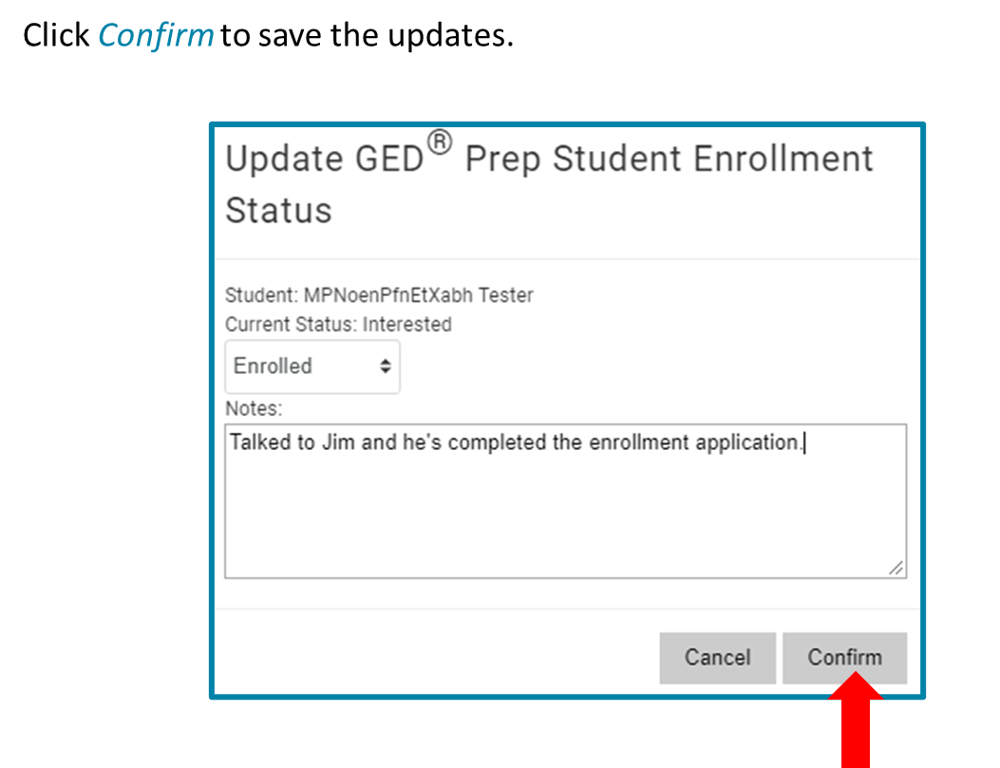 Click Confirm to save the updates.
Update GED® Prep Student Enrollment
Status
Student: MPNoenPfnEtXabh Tester
Current Status: Interested
Enrolled
Notes:
Talked to Jim and he's completed the enrollment application.
Cancel
Confirm